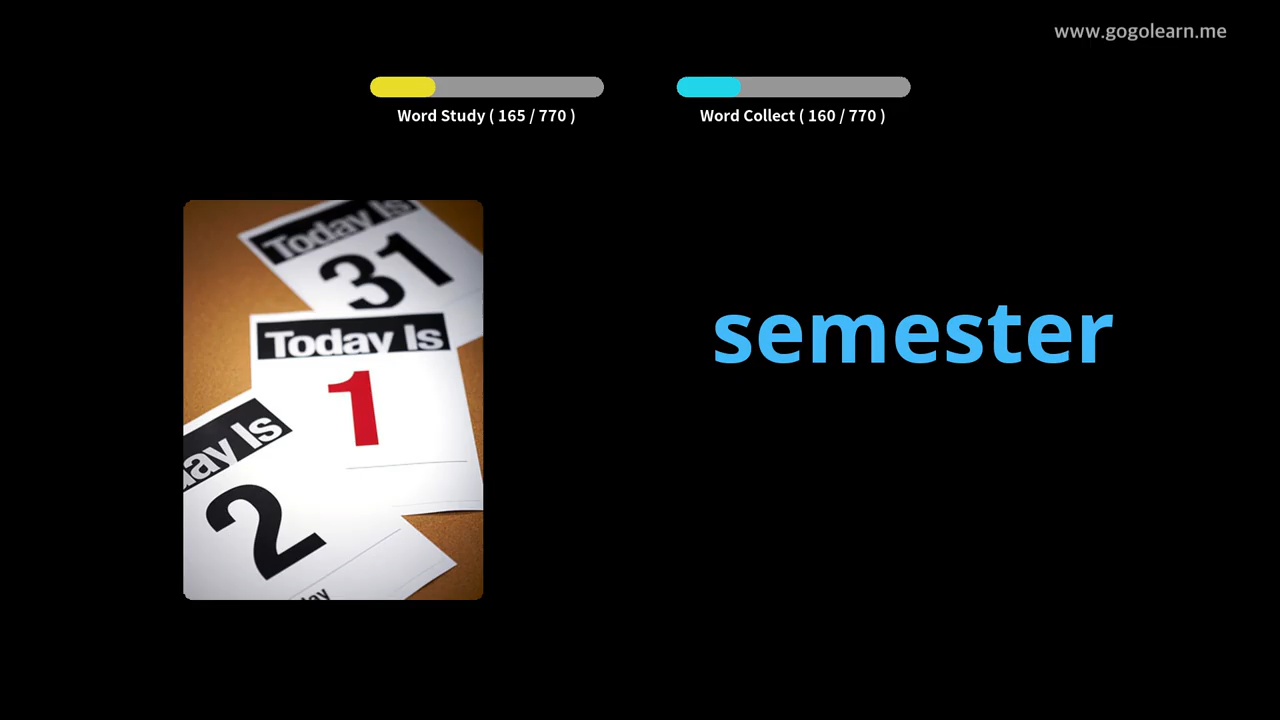 www.gogolearn.me
Word Study ( 165 / 770 )
Word Collect ( 160 / 770 )
Today Is
31
Today Is
1
semester
ay Is
2